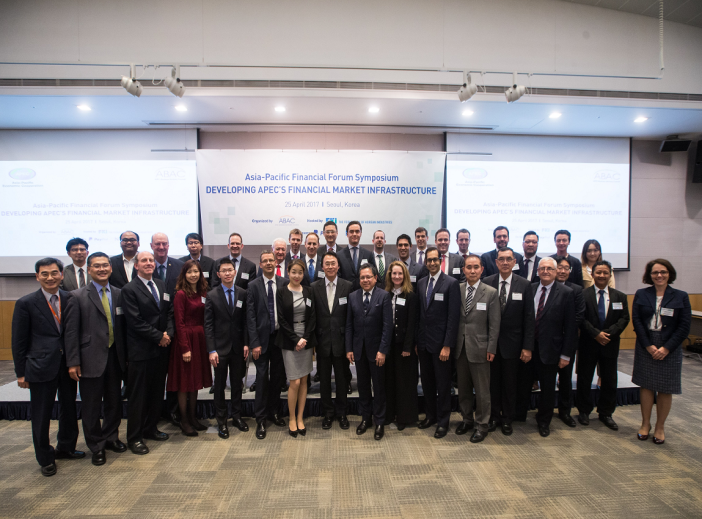 Asia-Pacific Financial Forum Symposium
DEVELOPING APEC'S FINANCIAL MARKET INFRASTRUCTURE
25 April 2017 | Seoul, Korea
Organized by ABAC
Hosted by
Asia-Pacific Financial Forum Symposium
DEVELOPING APEC'S FINANCIAL MARKET INFRASTRUCTURE
ABAC
Asia-Pacific Financial Forum Symposium
DEVELOPING APEC'S FINANCIAL MARKET INFRASTRUCTURE